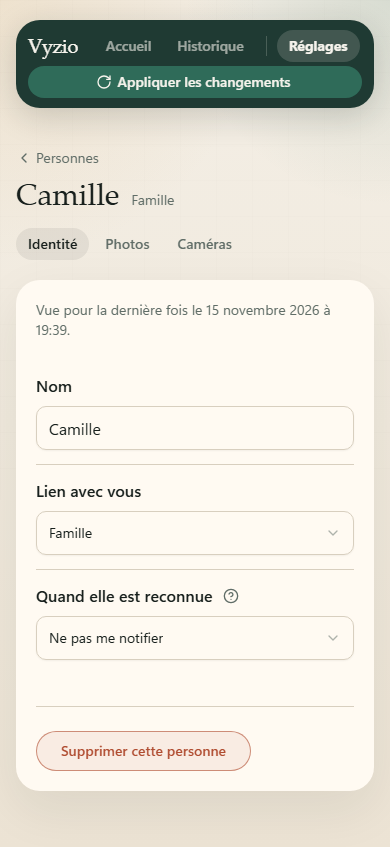 Vyzio
Accueil
Historique
Réglages
Appliquer les changements
Personnes
Camille
Famille
Identité
Photos
Caméras
Vue pour la dernière fois le 15 novembre 2026 à
19:39.
Nom
Camille
Lien avec vous
Famille
Quand elle est reconnue
Ne pas me notifier
Supprimer cette personne